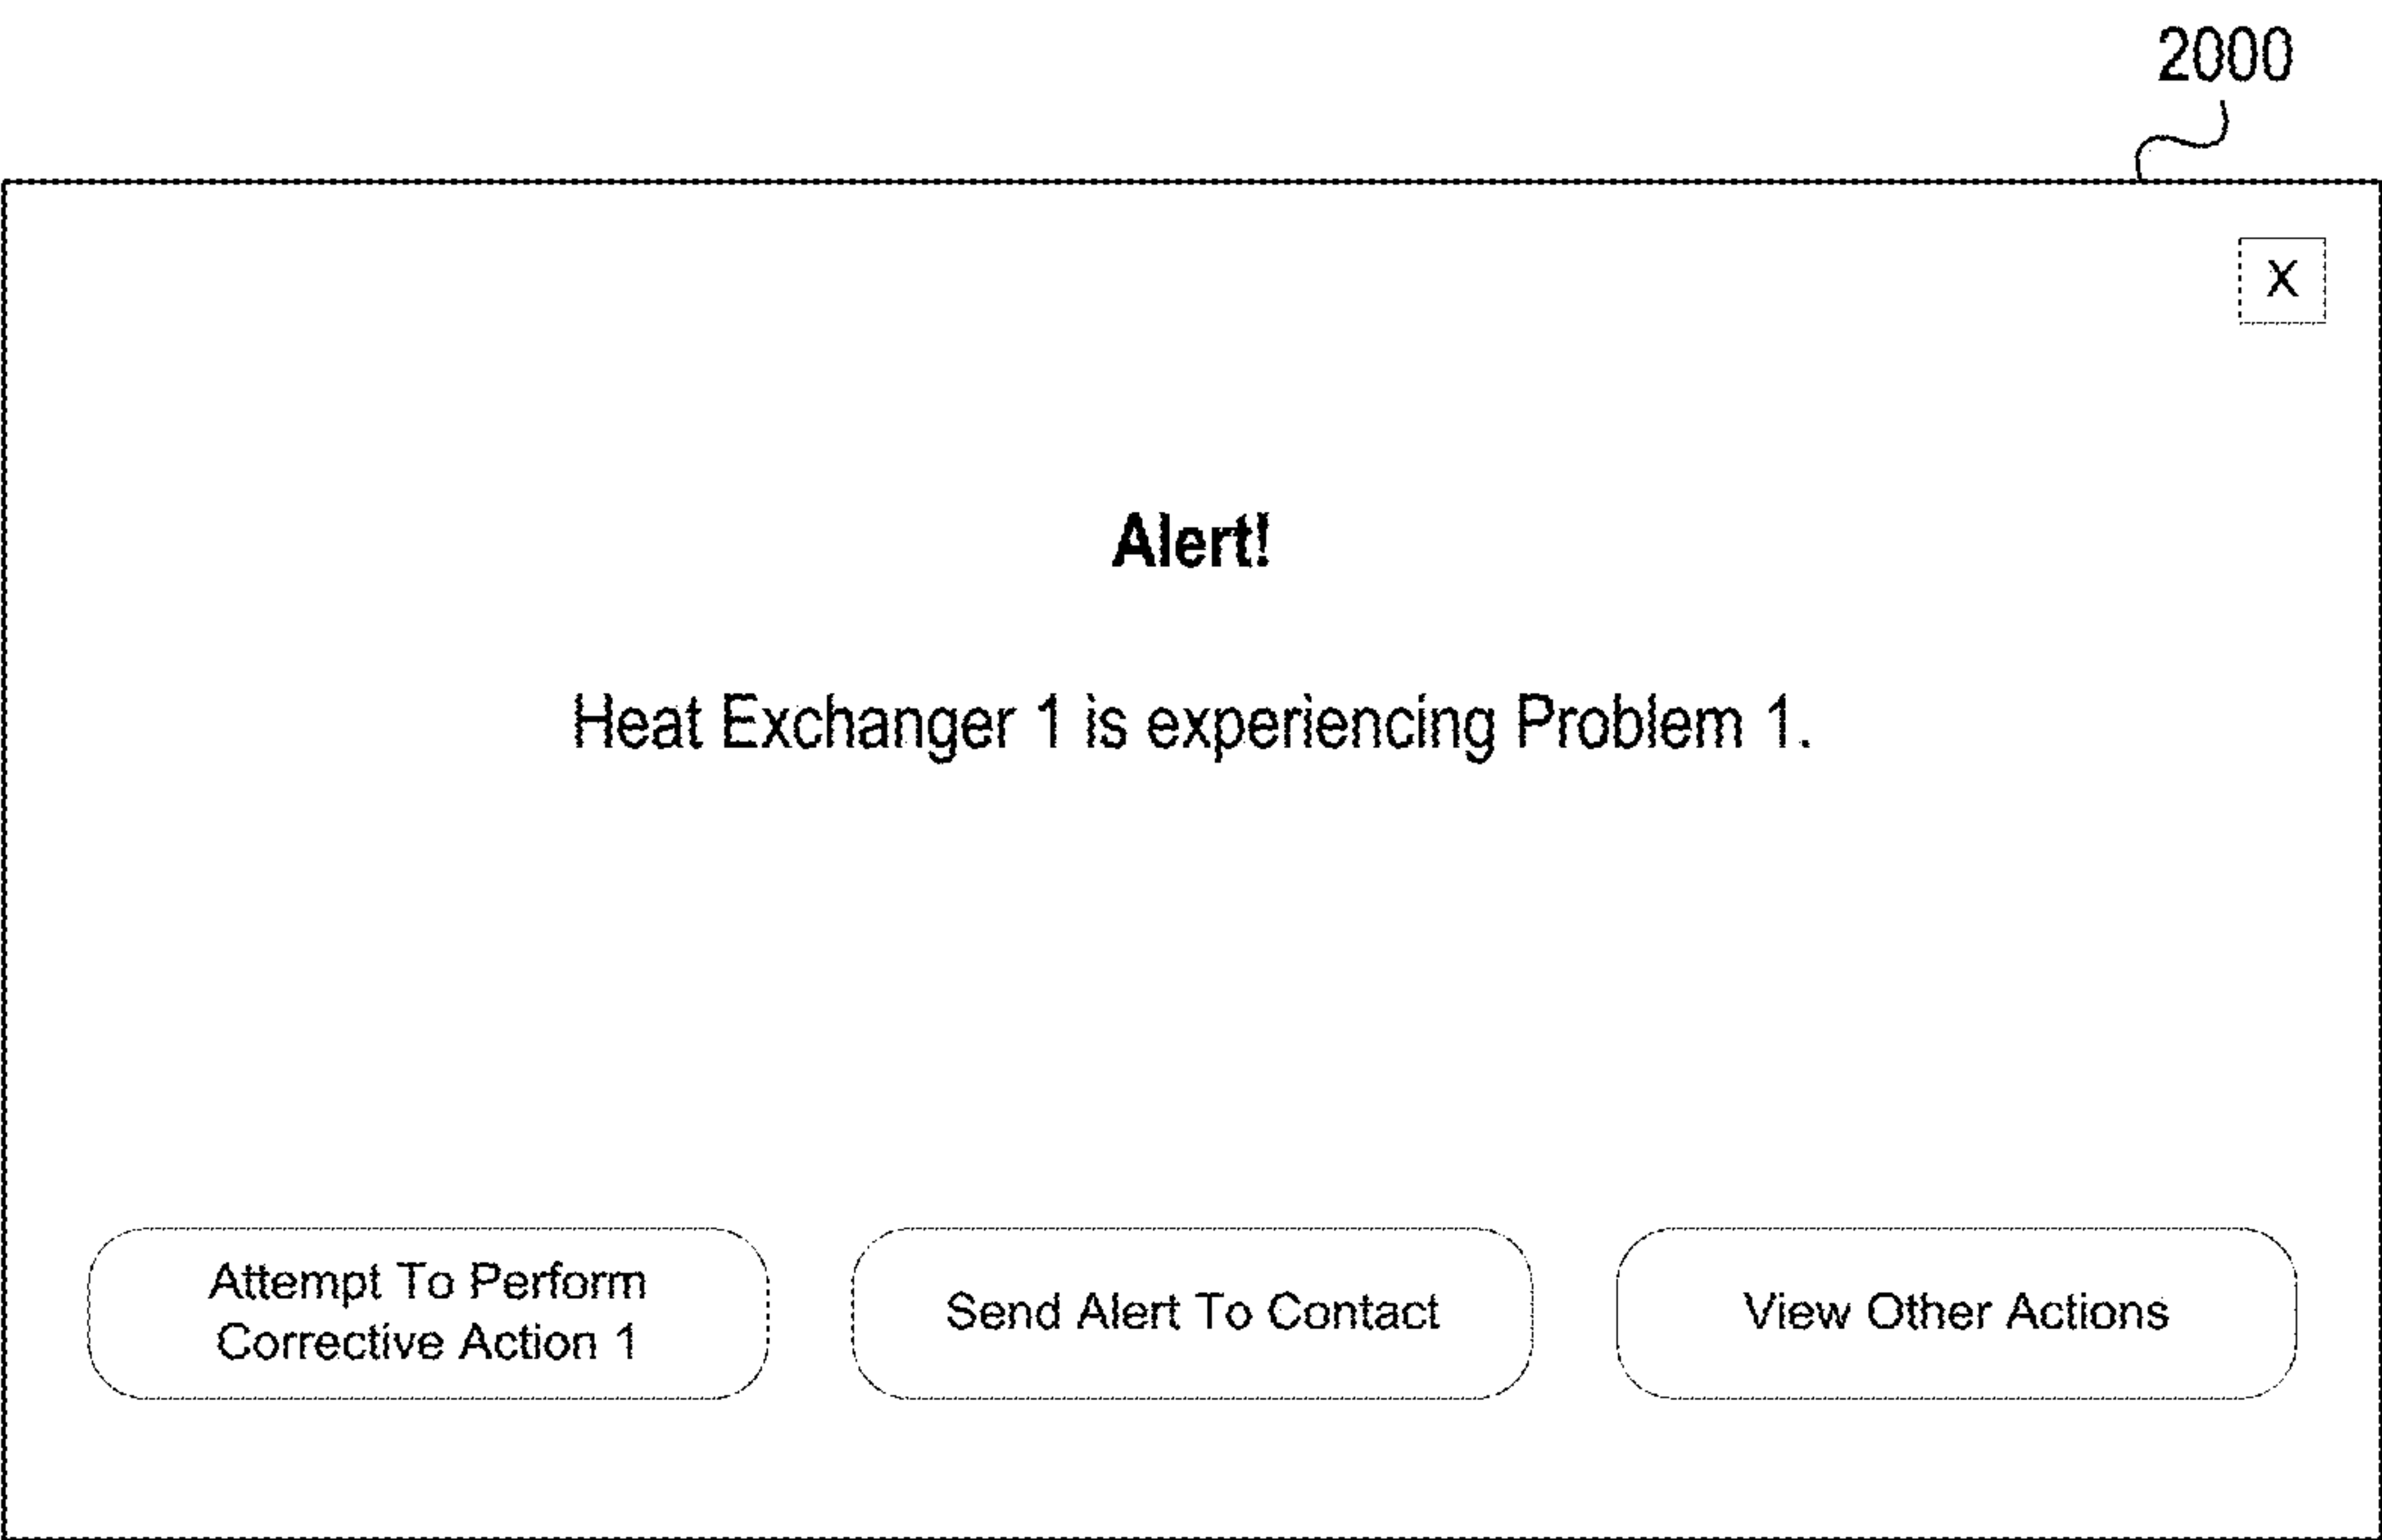 2000
X
Alert!
Heat Exchanger 1 is experiencing Problem 1.
Attempt To Perform
Corrective Action 1
Send Alert To Contact
View Other Actions